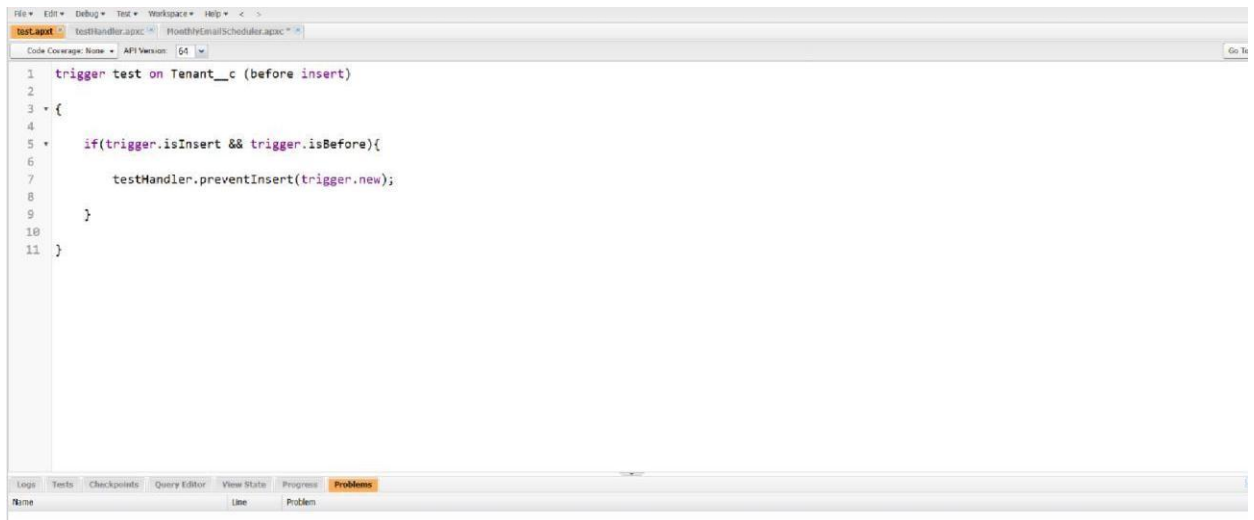 File Edit Debug Test Workspace Help < >
test.apxt testHandler.apxc MonthlyEmailScheduler.apxc *
Code Coverage: None API Version: 64 Go To
1 trigger test on Tenant__c (before insert)
2
3 {
4
5 if(trigger.isInsert && trigger.isBefore){
6
7 testHandler.preventInsert(trigger.new);
8
9 }
10
11 }
Logs Tests Checkpoints Query Editor View State Progress Problems
Name Line Problem